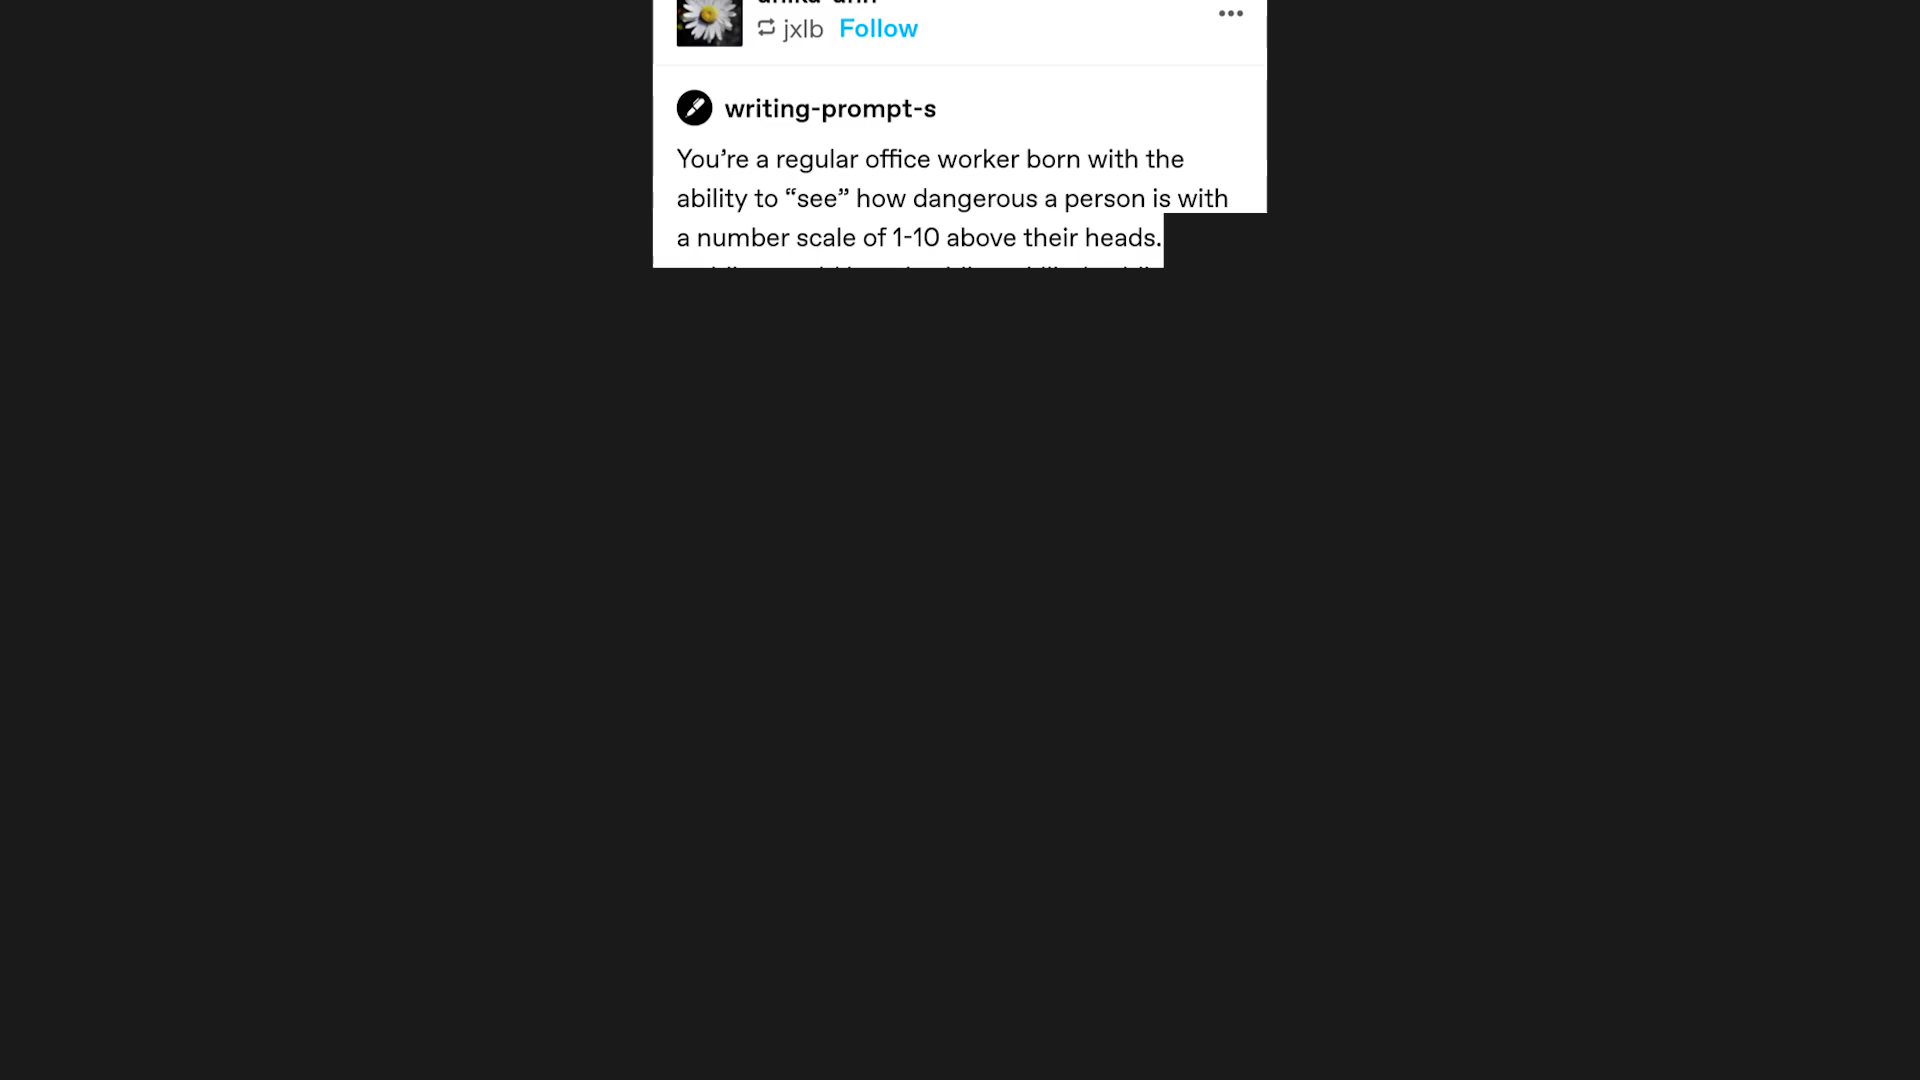 jxlb Follow
writing-prompt-s
You’re a regular office worker born with the
ability to “see” how dangerous a person is with
a number scale of 1-10 above their heads.